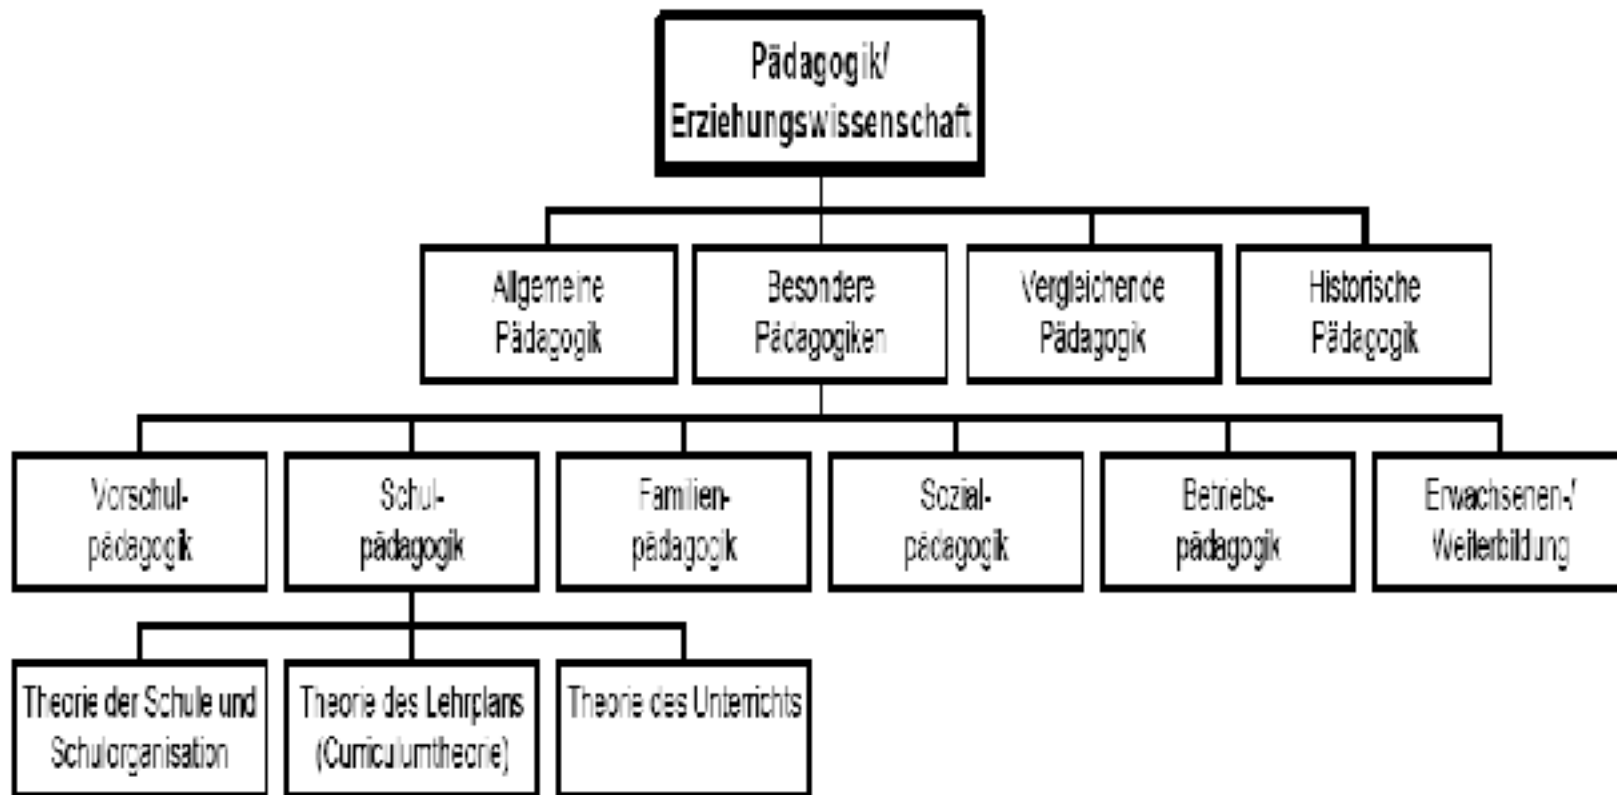 Pädagogik/
Erziehungswissenschaft
Allgemeine
Pädagogik
Besondere
Pädagogiken
Vergleichende
Pädagogik
Historische
Pädagogik
Vorschul-
pädagogik
Schul-
pädagogik
Familien-
pädagogik
Sozial-
pädagogik
Betriebs-
pädagogik
Erwachsenen-/
Weiterbildung
Theorie der Schule und
Schulorganisation
Theorie des Lehrplans
(Curriculumtheorie)
Theorie des Unterrichts